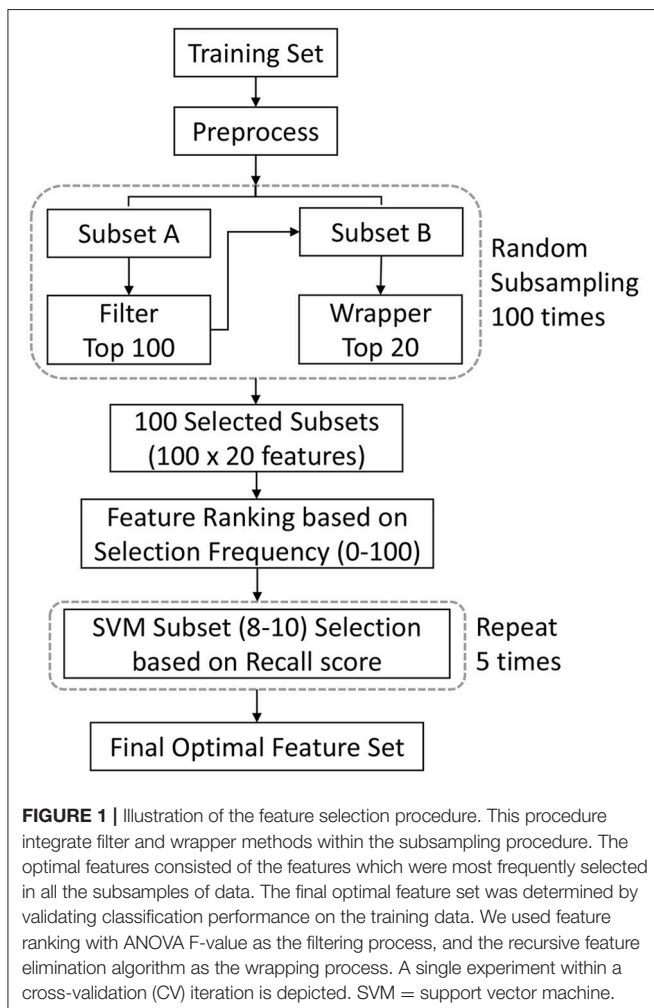 Training Set
Preprocess
Subset A
Subset B
Filter
Top 100
Wrapper
Top 20
Random
Subsampling
100 times
100 Selected Subsets
(100 x 20 features)
Feature Ranking based on
Selection Frequency (0-100)
SVM Subset (8-10) Selection
based on Recall score
Repeat
5 times
Final Optimal Feature Set
FIGURE 1 | Illustration of the feature selection procedure. This procedure
integrate filter and wrapper methods within the subsampling procedure. The
optimal features consisted of the features which were most frequently selected
in all the subsamples of data. The final optimal feature set was determined by
validating classification performance on the training data. We used feature
ranking with ANOVA F-value as the filtering process, and the recursive feature
elimination algorithm as the wrapping process. A single experiment within a
cross-validation (CV) iteration is depicted. SVM = support vector machine.